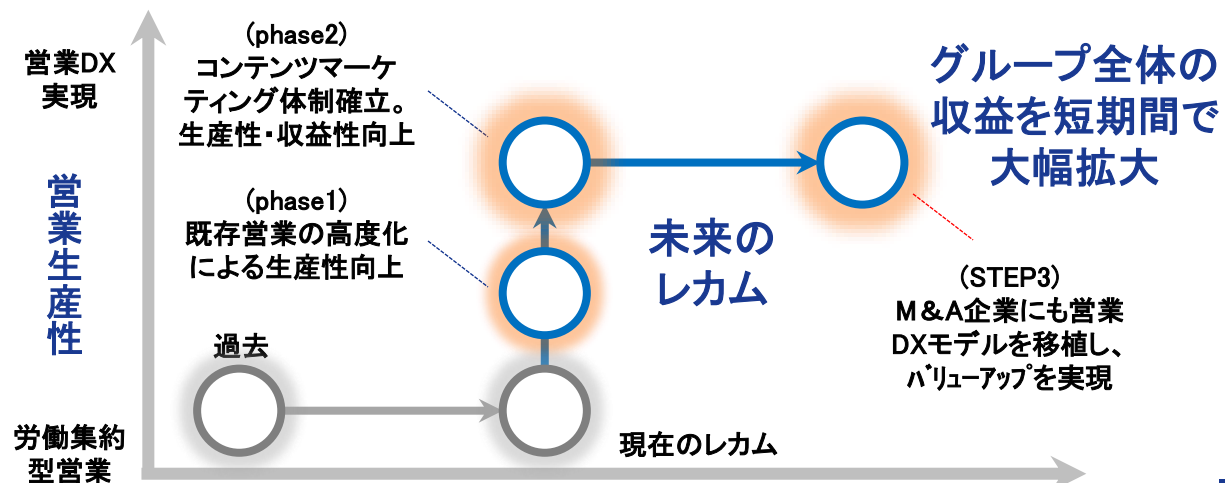 営業DX
実現
(phase2)
コンテンツマーケ
ティング体制確立。
生産性・収益性向上
グループ全体の
収益を短期間で
大幅拡大
営業生産性
(phase1)
既存営業の高度化
による生産性向上
未来の
レカム
(STEP3)
M&A企業にも営業
DXモデルを移植し、
バリューアップを実現
過去
労働集約
型営業
現在のレカム